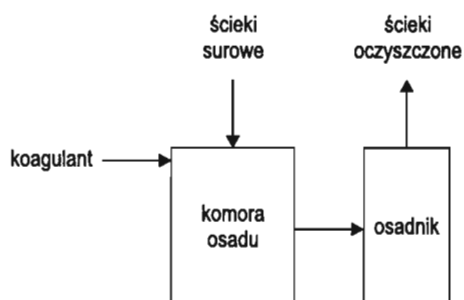 ścieki
surowe
ścieki
oczyszczone
koagulant
komora
osadu
osadnik